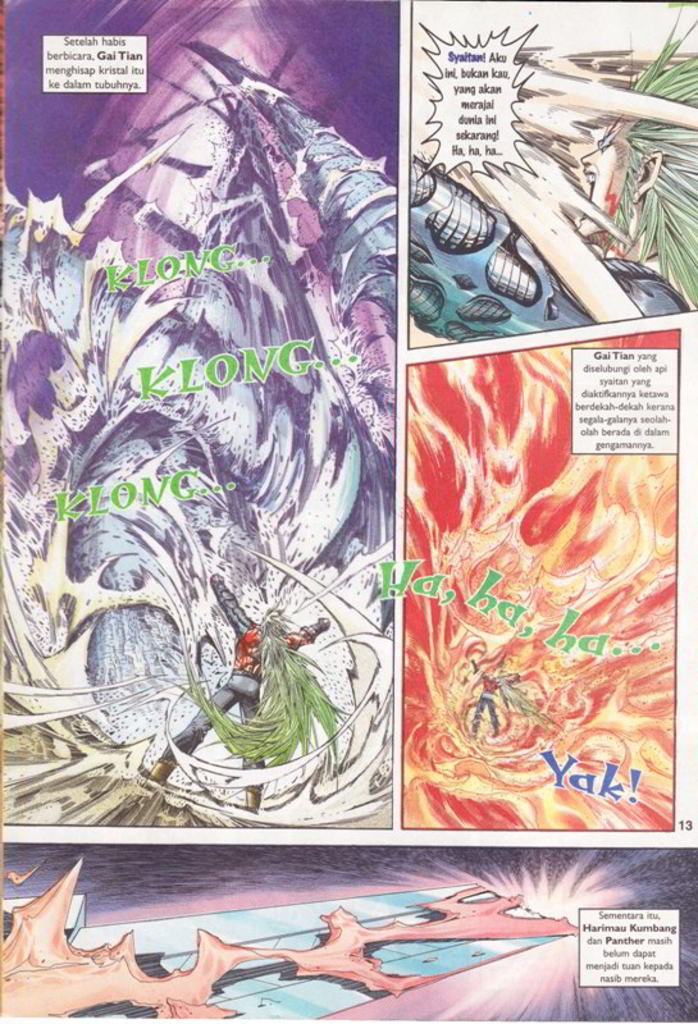 Setelah habis
berbicara, Gai Tian
menghisap kristal itu
ke dalam tubuhnya.
KLONG...
KLONG...
KLONG...
Syaitan! Aku
ini, bukan kau,
yang akan
merajai
dunia ini
sekarang!
Ha, ha, ha...
Gai Tian yang
diselubungi oleh api
syaitan yang
diaktifkannya ketawa
berdekah-dekah kerana
segala-galanya seolah-
olah berada di dalam
gengamannya.
Ha, ha, ha...
Yak!
13
Sementara itu,
Harimau Kumbang
dan Panther masih
belum dapat
menjadi tuan kepada
nasib mereka.